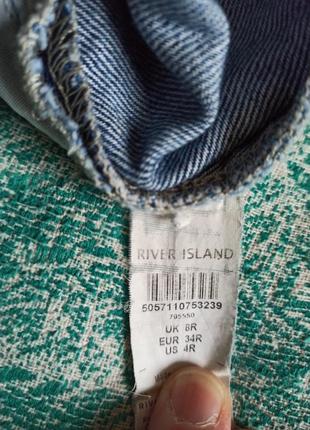 RIVER ISLAND
5057110753239
795550
UK 8R
EUR 34R
US 4R